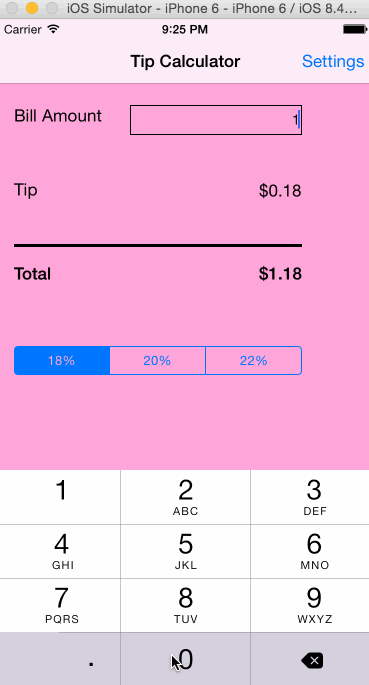 iOS Simulator - iPhone 6 - iPhone 6 / iOS 8.4...
Carrer 9:25 PM
Tip Calculator Settings
Bill Amount 1
Tip $0.18
Total $1.18
18% 20% 22%
1 2 3
ABC DEF
4 5 6
GHI JKL MNO
7 8 9
PQRS TUV WXYZ
. 0